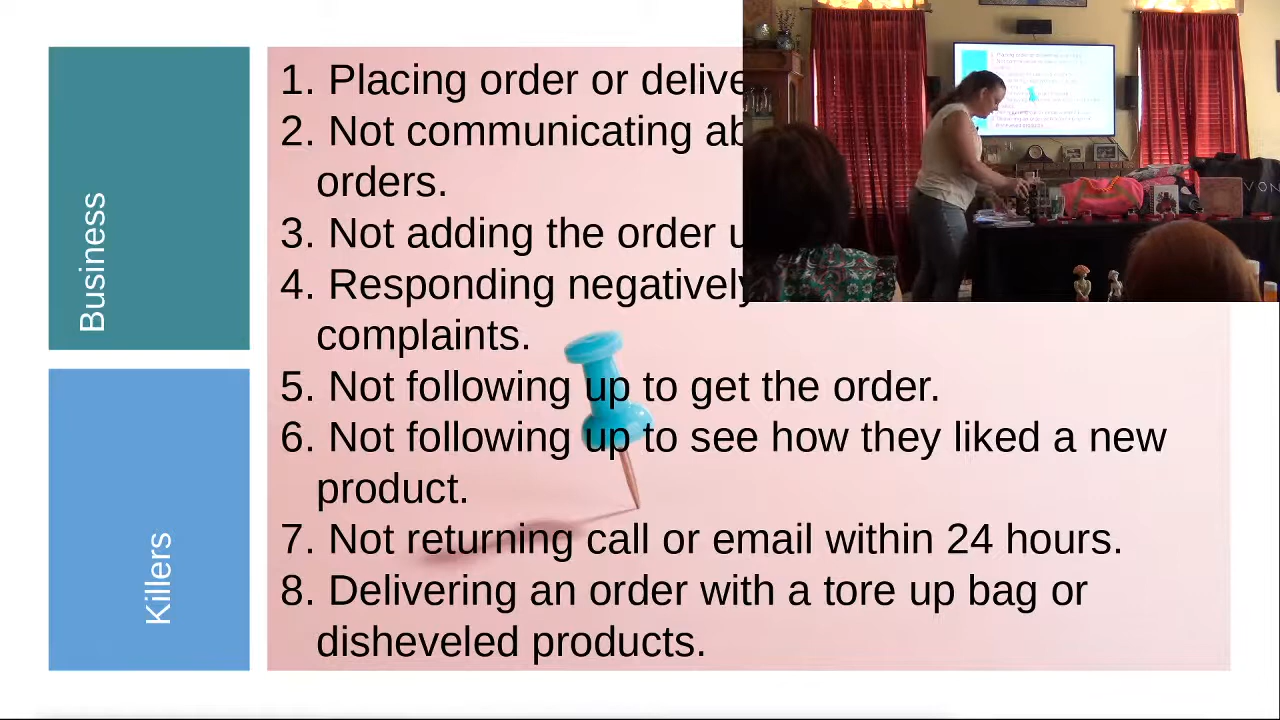 Business
Killers
1. Placing order or delive
2. Not communicating ab
orders.
3. Not adding the order u
4. Responding negatively
complaints.
5. Not following up to get the order.
6. Not following up to see how they liked a new
product.
7. Not returning call or email within 24 hours.
8. Delivering an order with a tore up bag or
disheveled products.
VON